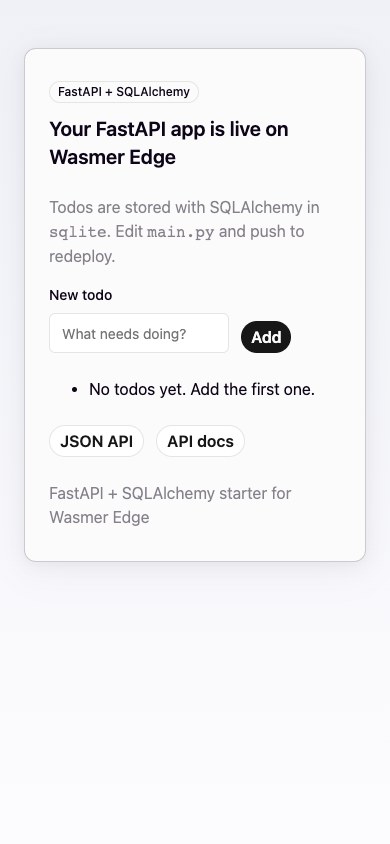 FastAPI + SQLAlchemy
Your FastAPI app is live on
Wasmer Edge
Todos are stored with SQLAlchemy in
sqlite. Edit main.py and push to
redeploy.
New todo
What needs doing?
Add
• No todos yet. Add the first one.
JSON API
API docs
FastAPI + SQLAlchemy starter for
Wasmer Edge